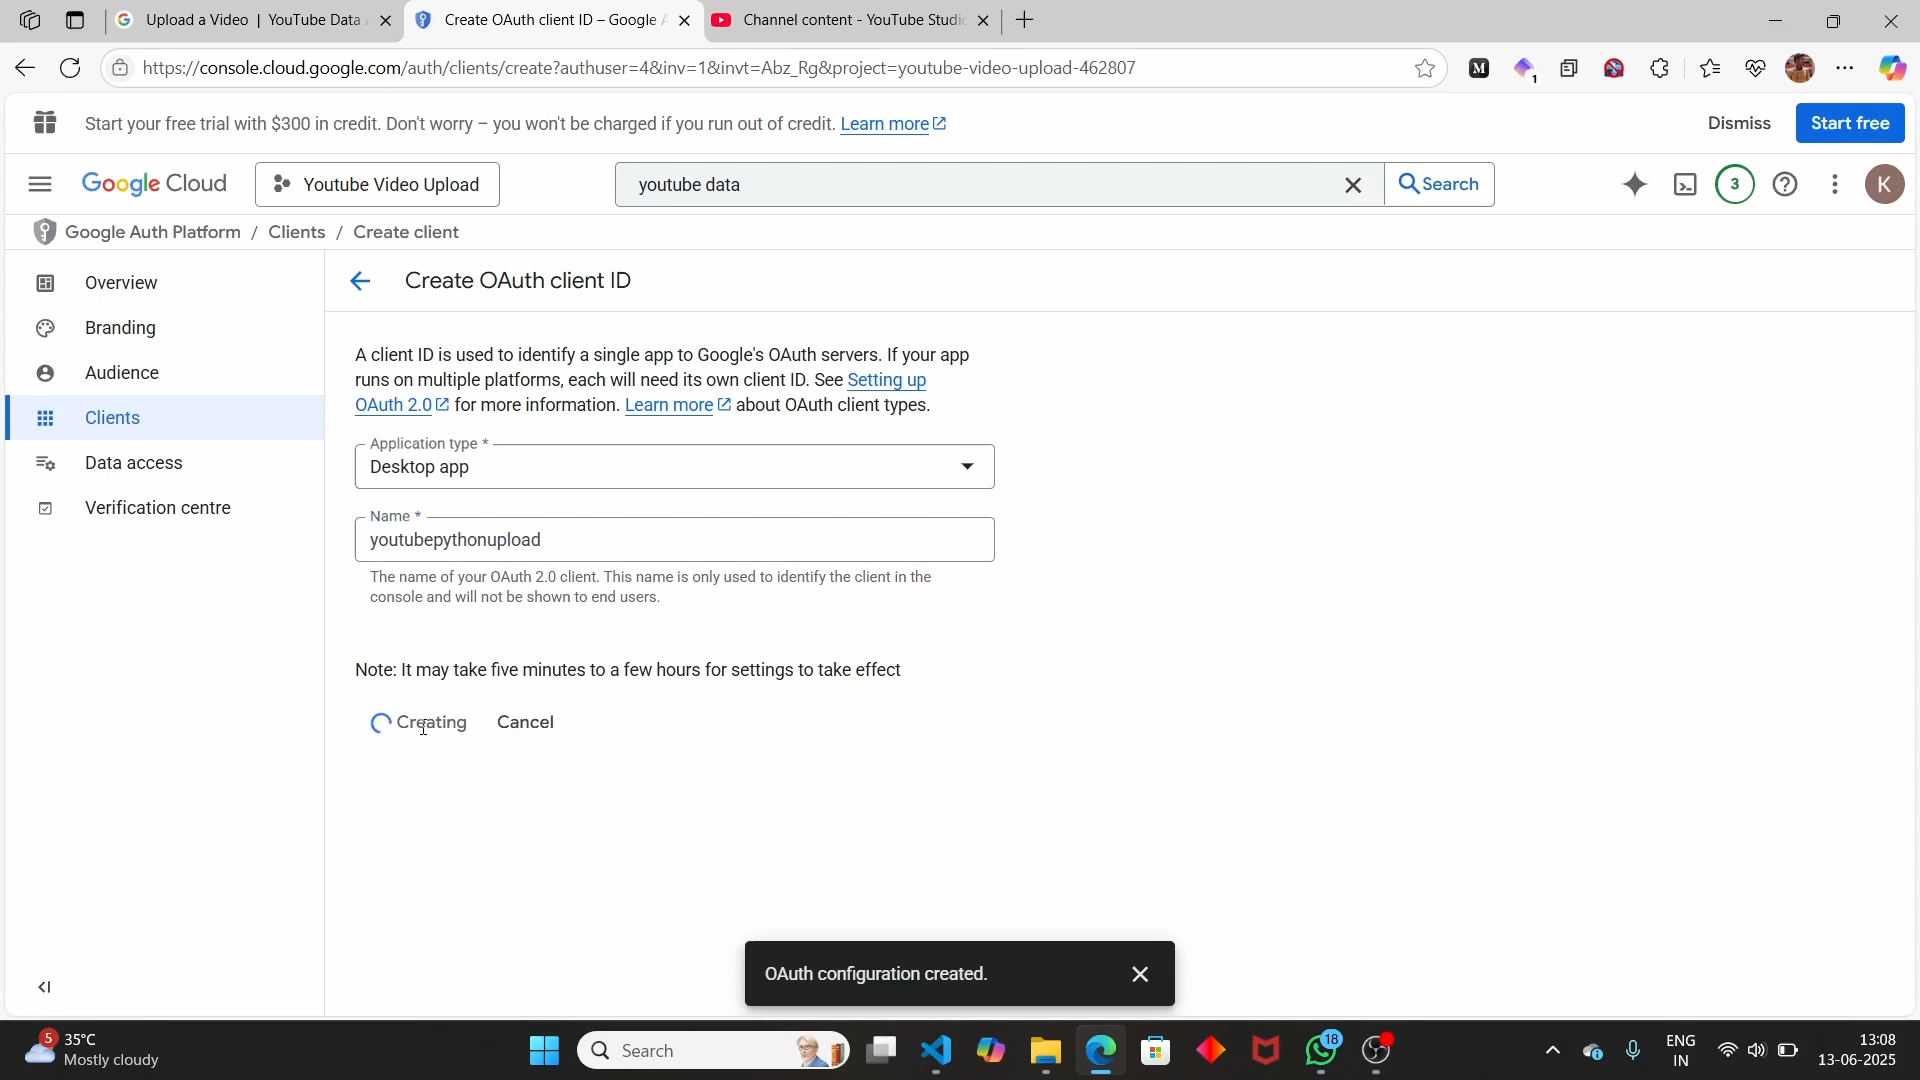 Upload a Video | YouTube Data
Create OAuth client ID – Google
Channel content - YouTube Studi
https://console.cloud.google.com/auth/clients/create?authuser=4&inv=1&invt=Abz_Rg&project=youtube-video-upload-462807
M
1
Start your free trial with $300 in credit. Don't worry – you won't be charged if you run out of credit. Learn more
Dismiss
Start free
Google Cloud
Youtube Video Upload
youtube data
Search
3
K
Google Auth Platform / Clients / Create client
Overview
Branding
Audience
Clients
Data access
Verification centre
Create OAuth client ID
A client ID is used to identify a single app to Google's OAuth servers. If your app
runs on multiple platforms, each will need its own client ID. See Setting up
OAuth 2.0 for more information. Learn more about OAuth client types.
Application type *
Desktop app
Name *
youtubepythonupload
The name of your OAuth 2.0 client. This name is only used to identify the client in the
console and will not be shown to end users.
Note: It may take five minutes to a few hours for settings to take effect
Creating
Cancel
OAuth configuration created.
5
35°C
Mostly cloudy
Search
18
ENG
IN
13:08
13-06-2025